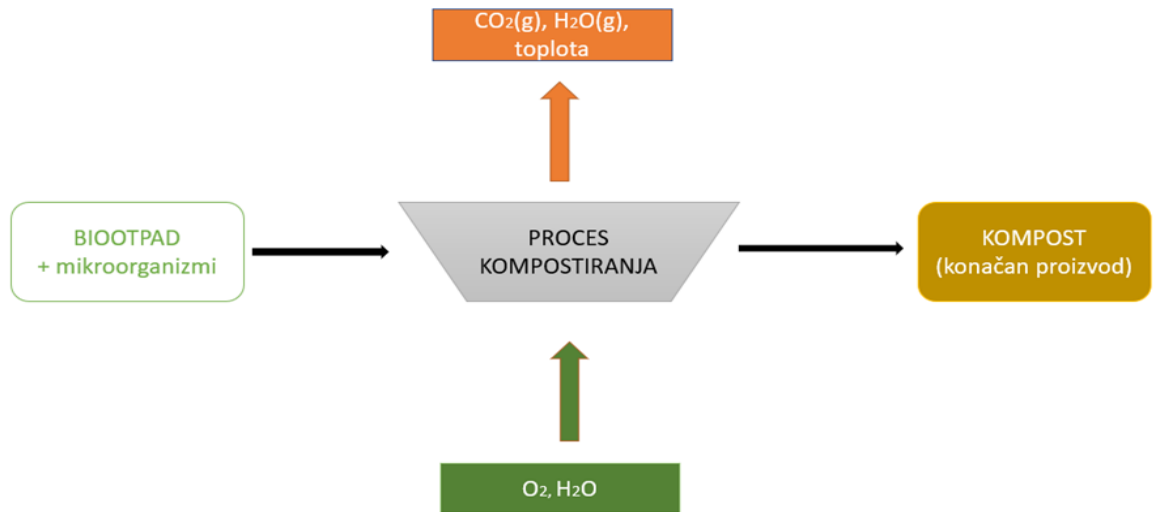 CO₂(g), H₂O(g),
toplota
BIOOTPAD
+ mikroorganizmi
PROCES
KOMPOSTIRANJA
KOMPOST
(konačan proizvod)
O₂, H₂O